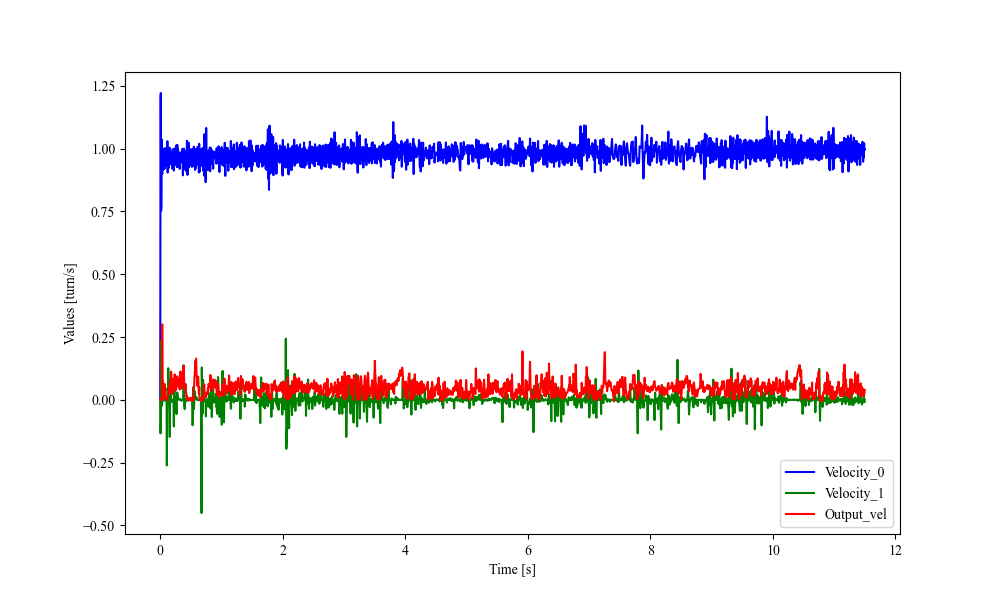 1.25
1.00
0.75
0.50
0.25
0.00
−0.25
−0.50
Values [turn/s]
0 2 4 6 8 10 12
Time [s]
Velocity_0
Velocity_1
Output_vel